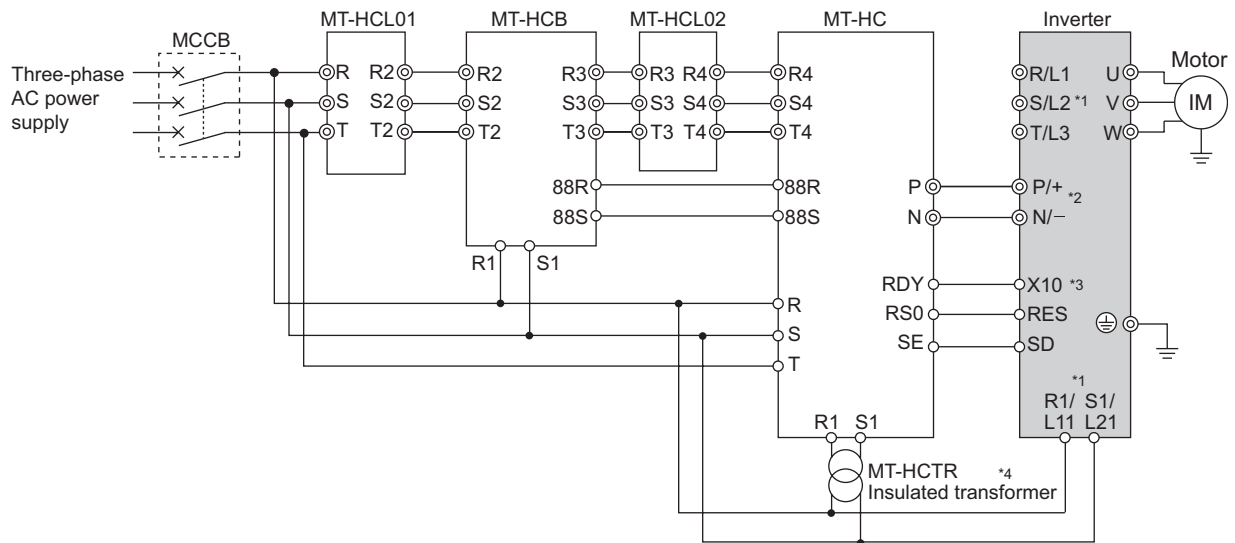 MT-HCL01 MT-HCB MT-HCL02 MT-HC Inverter
MCCB
Motor
Three-phase
AC power
supply
R R2 R2 R3 R3 R4 R4 R/L1 U
S S2 S2 S3 S3 S4 S4 S/L2 *1 V IM
T T2 T2 T3 T3 T4 T4 T/L3 W
88R 88R P P/+ *2
88S 88S N N/−
R1 S1
RDY X10 *3
R
RS0 RES
S
SE SD
T
*1
R1/ S1/
L11 L21
R1 S1
MT-HCTR *4
Insulated transformer